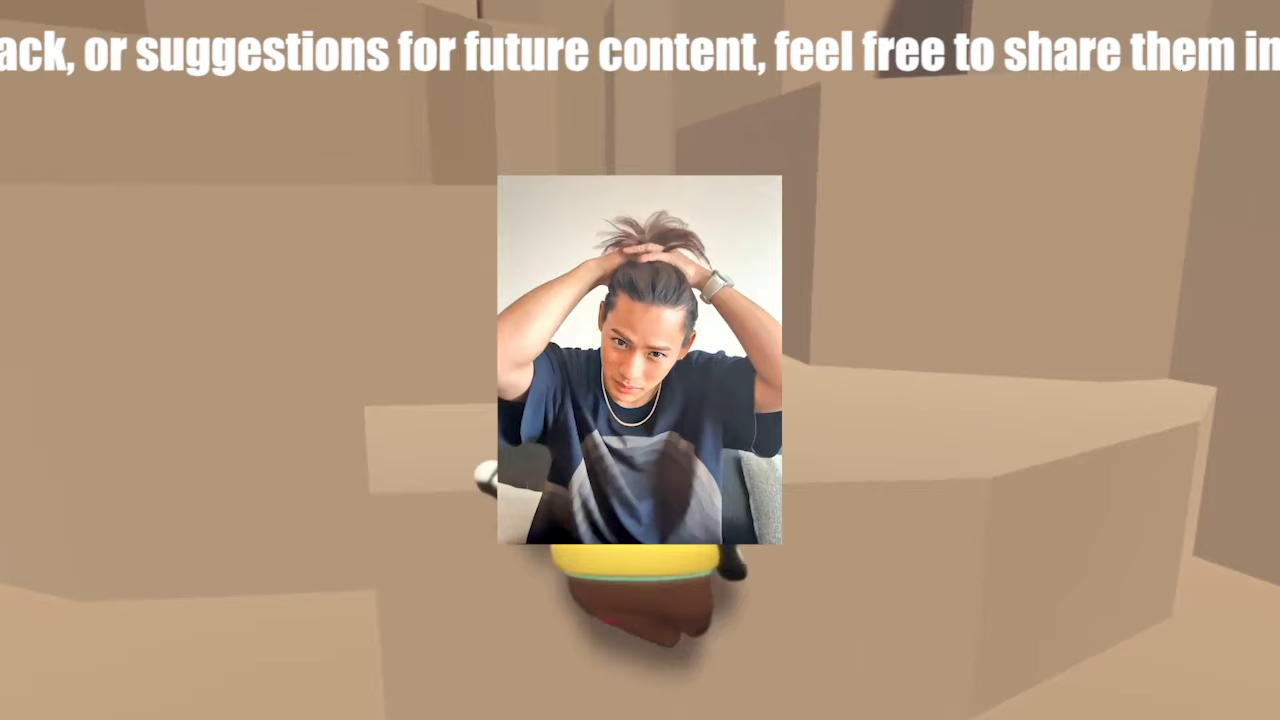 ack, or suggestions for future content, feel free to share them in